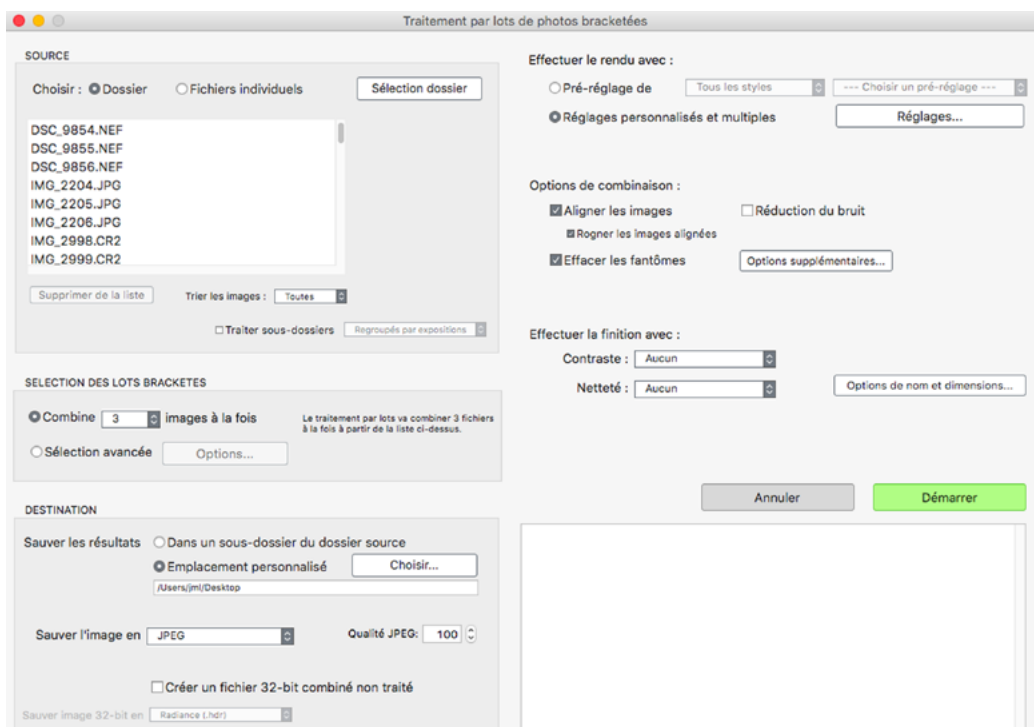 Traitement par lots de photos bracketées
SOURCE
Choisir : Dossier Fichiers individuels Sélection dossier
DSC_9854.NEF
DSC_9855.NEF
DSC_9856.NEF
IMG_2204.JPG
IMG_2205.JPG
IMG_2206.JPG
IMG_2998.CR2
IMG_2999.CR2
Supprimer de la liste Trier les images : Toutes
Traiter sous-dossiers Regroupés par expositions
SELECTION DES LOTS BRACKETES
Combine 3 images à la fois Le traitement par lots va combiner 3 fichiers
à la fois à partir de la liste ci-dessus.
Sélection avancée Options...
DESTINATION
Sauver les résultats Dans un sous-dossier du dossier source
Emplacement personnalisé Choisir...
/Users/jml/Desktop
Sauver l'image en JPEG Qualité JPEG: 100
Créer un fichier 32-bit combiné non traité
Sauver image 32-bit en Radiance (.hdr)
Effectuer le rendu avec :
Pré-réglage de Tous les styles --- Choisir un pré-réglage ---
Réglages personnalisés et multiples Réglages...
Options de combinaison :
Aligner les images Réduction du bruit
Rogner les images alignées
Effacer les fantômes Options supplémentaires...
Effectuer la finition avec :
Contraste : Aucun
Netteté : Aucun Options de nom et dimensions...
Annuler Démarrer